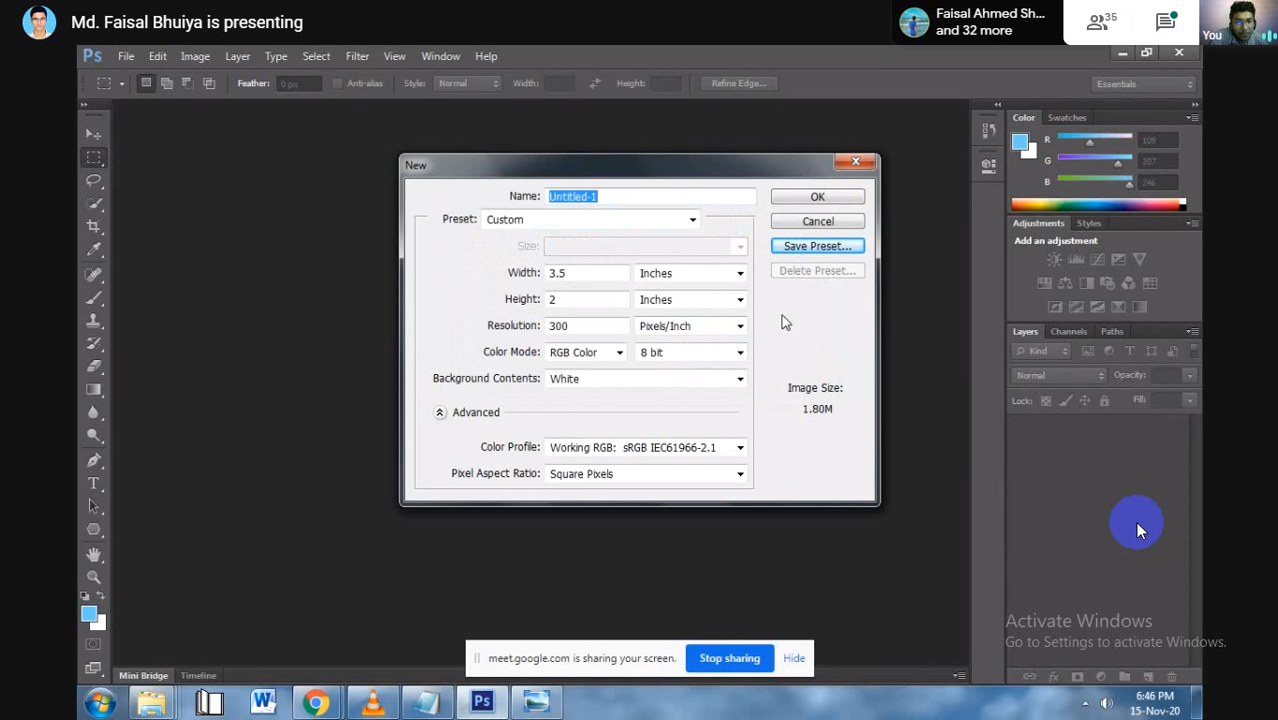 Md. Faisal Bhuiya is presenting
Faisal Ahmed Sh...
and 32 more
35
You
Ps File Edit Image Layer Type Select Filter View Window Help
Feather: 0 px Anti-alias Style: Normal Width: Height: Refine Edge... Essentials
New
Name: Untitled-1 OK
Preset: Custom Cancel
Size: Save Preset...
Width: 3.5 Inches Delete Preset...
Height: 2 Inches
Resolution: 300 Pixels/Inch
Color Mode: RGB Color 8 bit
Background Contents: White
Image Size:
1.80M
Advanced
Color Profile: Working RGB: sRGB IEC61966-2.1
Pixel Aspect Ratio: Square Pixels
Color Swatches
R 109
G 207
B 246
Adjustments Styles
Add an adjustment
Layers Channels Paths
Kind
Normal Opacity:
Lock: Fill:
Activate Windows
Go to Settings to activate Windows.
meet.google.com is sharing your screen. Stop sharing Hide
Mini Bridge Timeline
W
Ps
6:46 PM
15-Nov-20